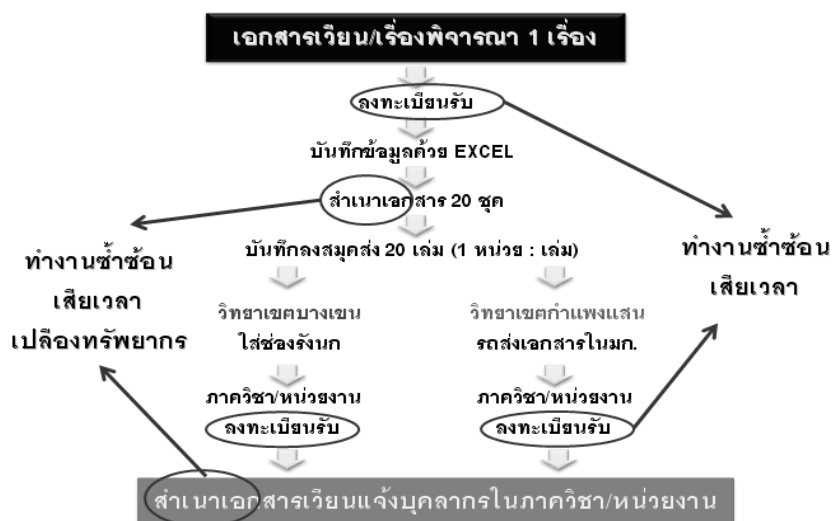 เอกสารเวียน/เรื่องพิจารณา 1 เรื่อง
ลงทะเบียนรับ
บันทึกข้อมูลด้วย EXCEL
สำเนาเอกสาร 20 ชุด
บันทึกลงสมุดส่ง 20 เล่ม (1 หน่วย : เล่ม)
ทำงานซ้ำซ้อน
เสียเวลา
เปลืองทรัพยากร
วิทยาเขตบางเขน
ใส่ช่องรังนก
ภาควิชา/หน่วยงาน
ลงทะเบียนรับ
วิทยาเขตกำแพงแสน
รถส่งเอกสารในมก.
ภาควิชา/หน่วยงาน
ลงทะเบียนรับ
ทำงานซ้ำซ้อน
เสียเวลา
สำเนาเอกสารเวียนแจ้งบุคลากรในภาควิชา/หน่วยงาน